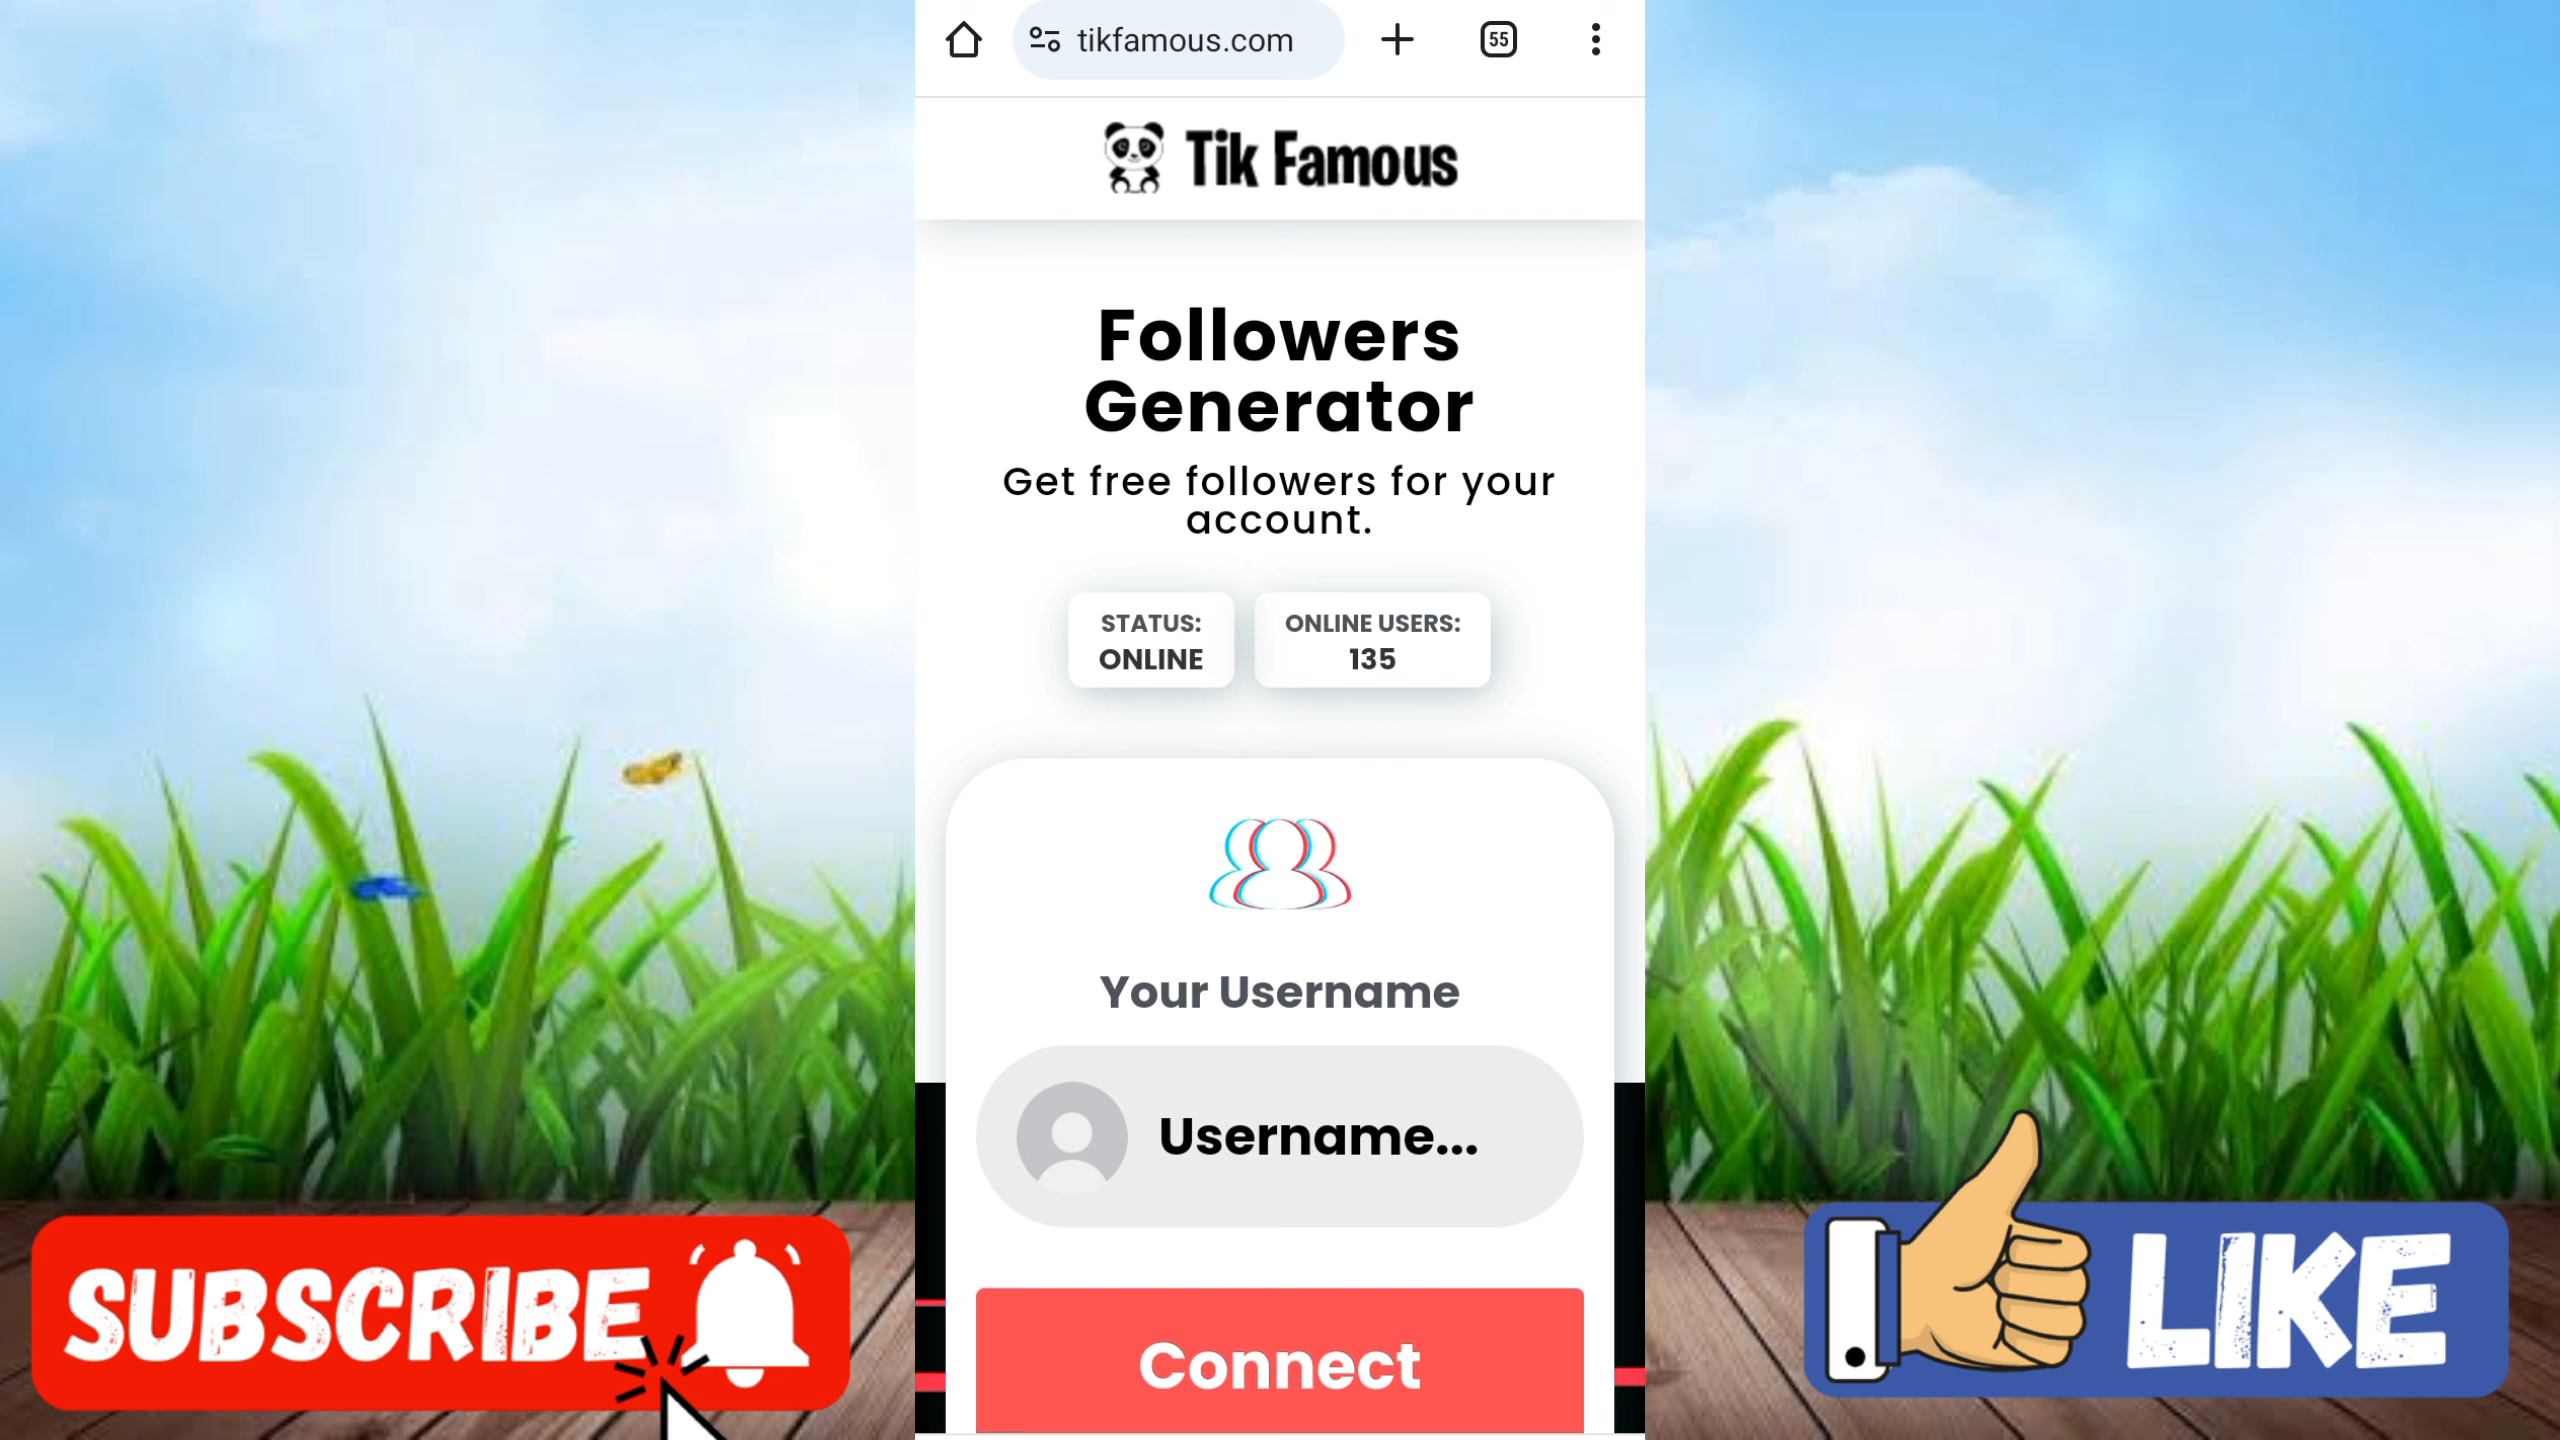 tikfamous.com
55
Tik Famous
Followers
Generator
Get free followers for your
account.
STATUS:
ONLINE
ONLINE USERS:
135
Your Username
Username...
Connect
SUBSCRIBE
LIKE